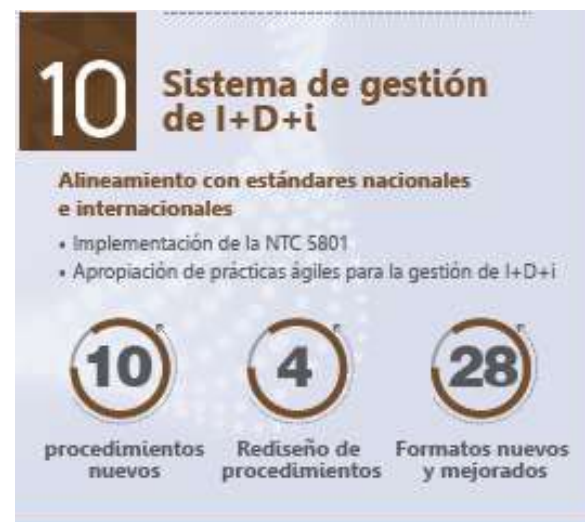 10
Sistema de gestión
de I+D+i
Alineamiento con estándares nacionales
e internacionales
• Implementación de la NTC 5801
• Apropiación de prácticas ágiles para la gestión de I+D+i
10
procedimientos
nuevos
4
Rediseño de
procedimientos
28
Formatos nuevos
y mejorados